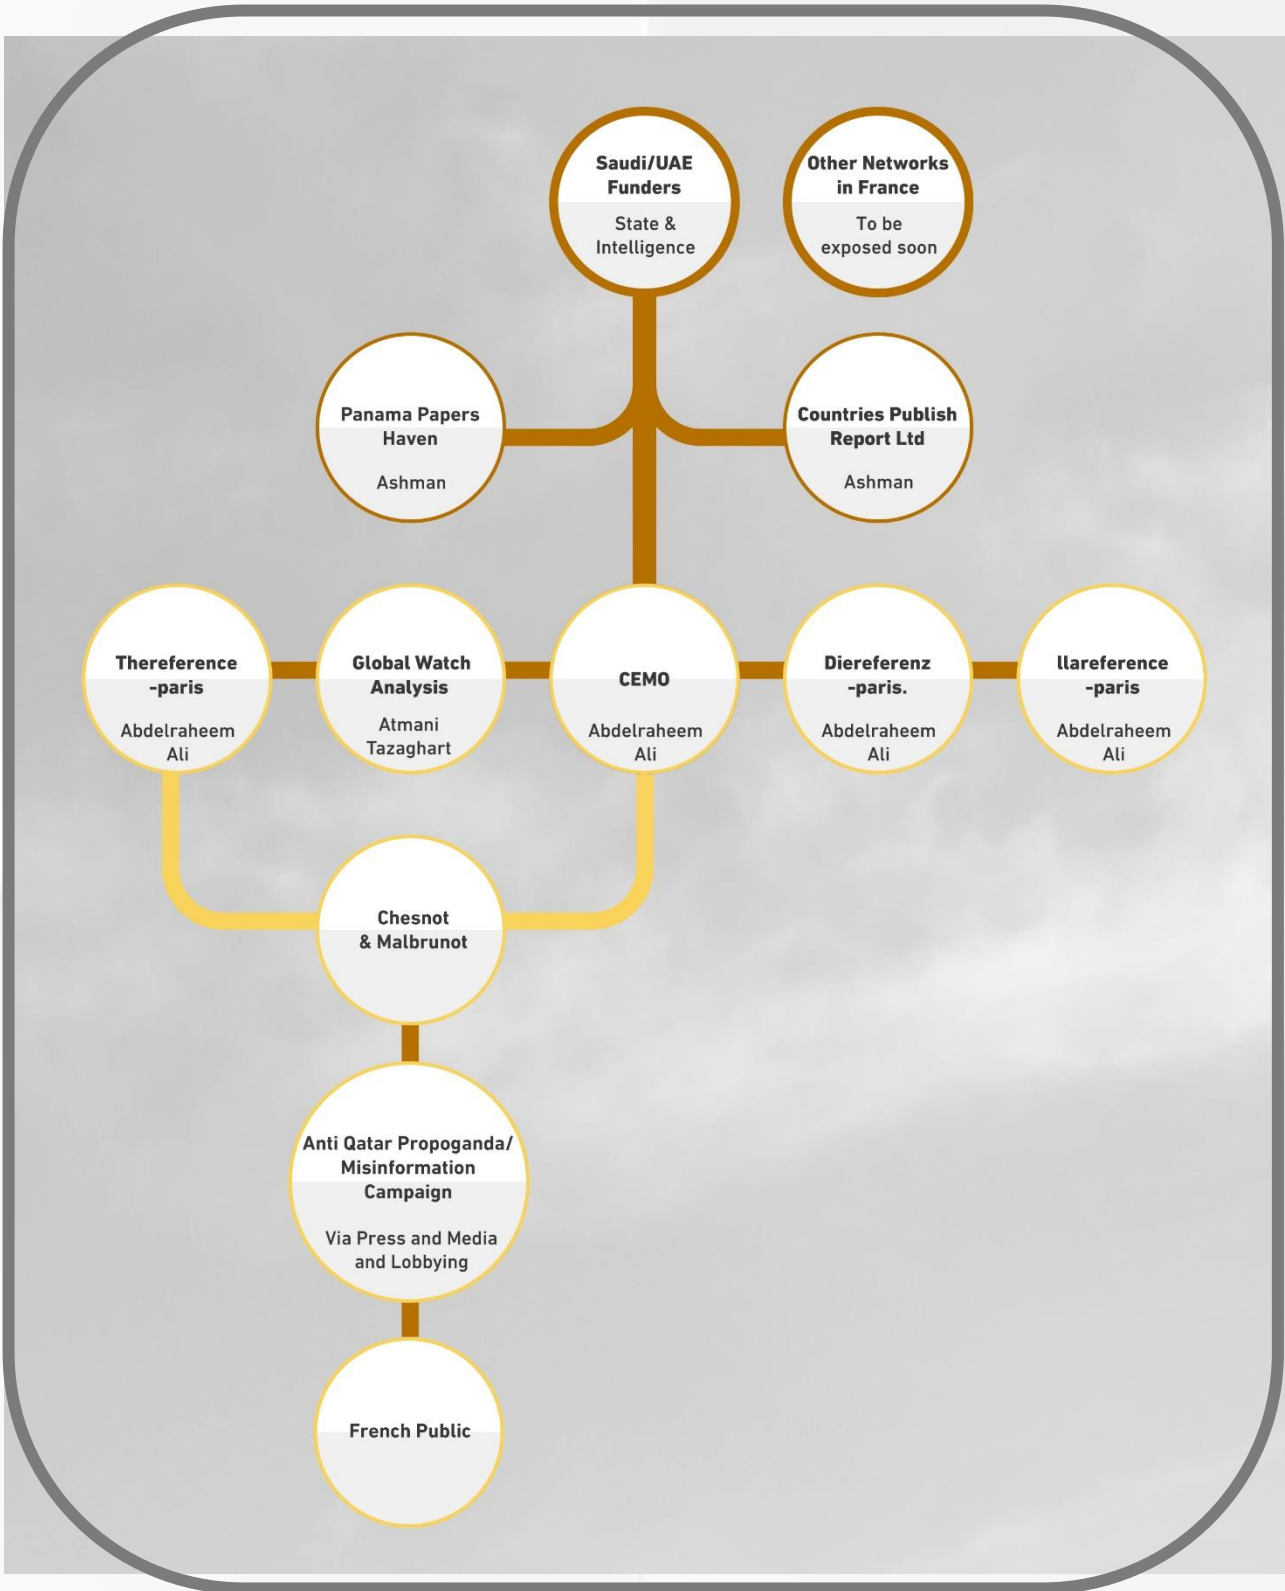 Saudi/UAE
Funders
State &
Intelligence
Other Networks
in France
To be
exposed soon
Panama Papers
Haven
Ashman
Countries Publish
Report Ltd
Ashman
Thereference
-paris
Abdelraheem
Ali
Global Watch
Analysis
Atmani
Tazaghart
CEMO
Abdelraheem
Ali
Diereferenz
-paris.
Abdelraheem
Ali
llareference
-paris
Abdelraheem
Ali
Chesnot
& Malbrunot
Anti Qatar Propoganda/
Misinformation
Campaign
Via Press and Media
and Lobbying
French Public